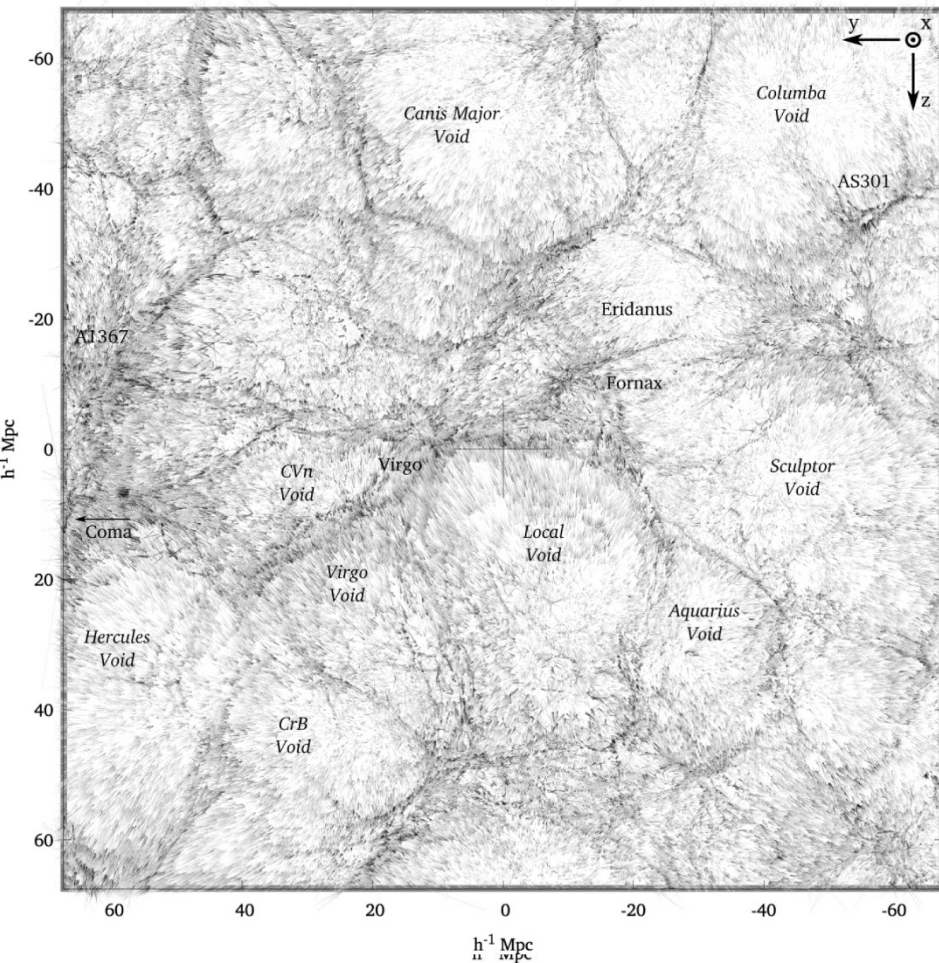 -60
y
x
z
Canis Major
Void
Columba
Void
-40
AS301
-20
Eridanus
A1367
Fornax
h⁻¹ Mpc
0
CVn
Void
Virgo
Sculptor
Void
Coma
Local
Void
20
Virgo
Void
Aquarius
Void
Hercules
Void
40
CrB
Void
60
60 40 20 0 -20 -40 -60
h⁻¹ Mpc